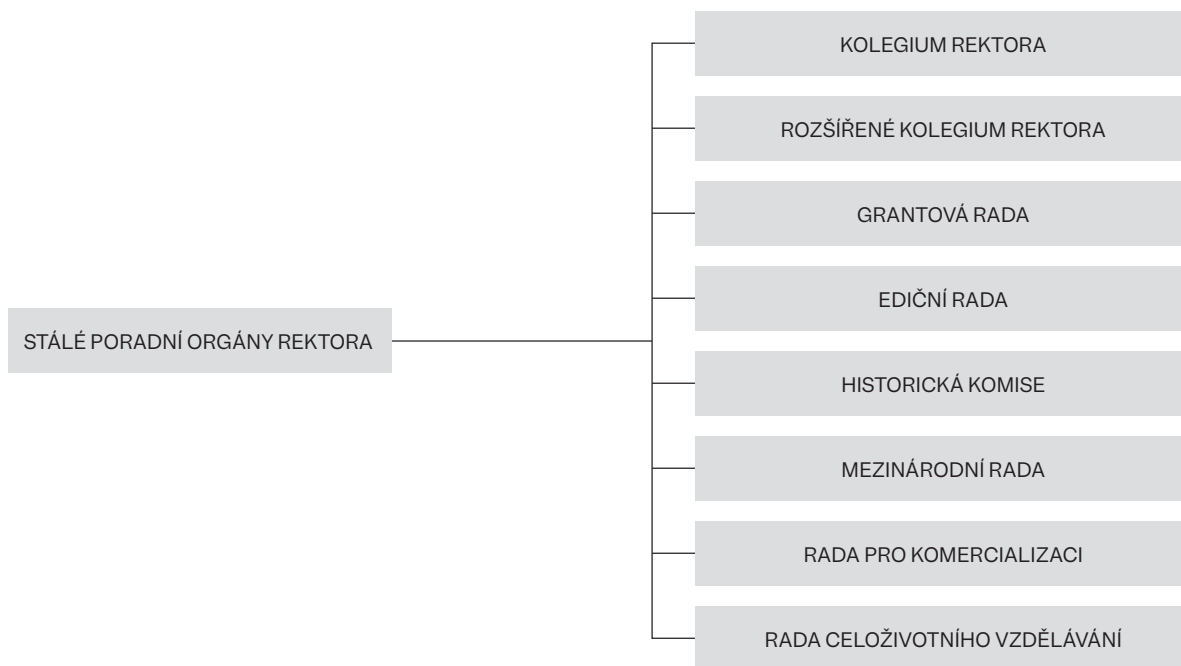 KOLEGIUM REKTORA
ROZŠÍŘENÉ KOLEGIUM REKTORA
GRANTOVÁ RADA
EDIČNÍ RADA
STÁLÉ PORADNÍ ORGÁNY REKTORA
HISTORICKÁ KOMISE
MEZINÁRODNÍ RADA
RADA PRO KOMERCIALIZACI
RADA CELOŽIVOTNÍHO VZDĚLÁVÁNÍ